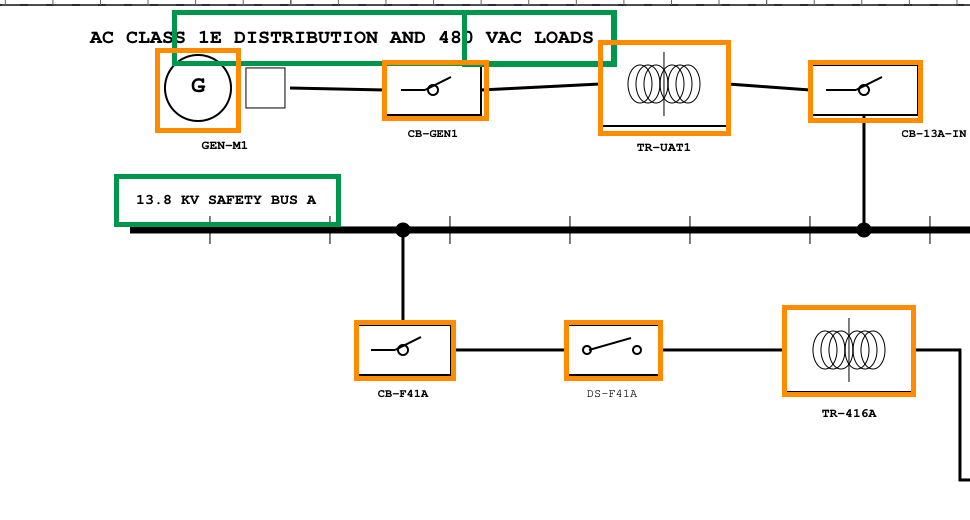 AC CLASS 1E DISTRIBUTION AND 480 VAC LOADS
G
CB-GEN1
CB-13A-IN
GEN-M1
TR-UAT1
13.8 KV SAFETY BUS A
CB-F41A
DS-F41A
TR-416A